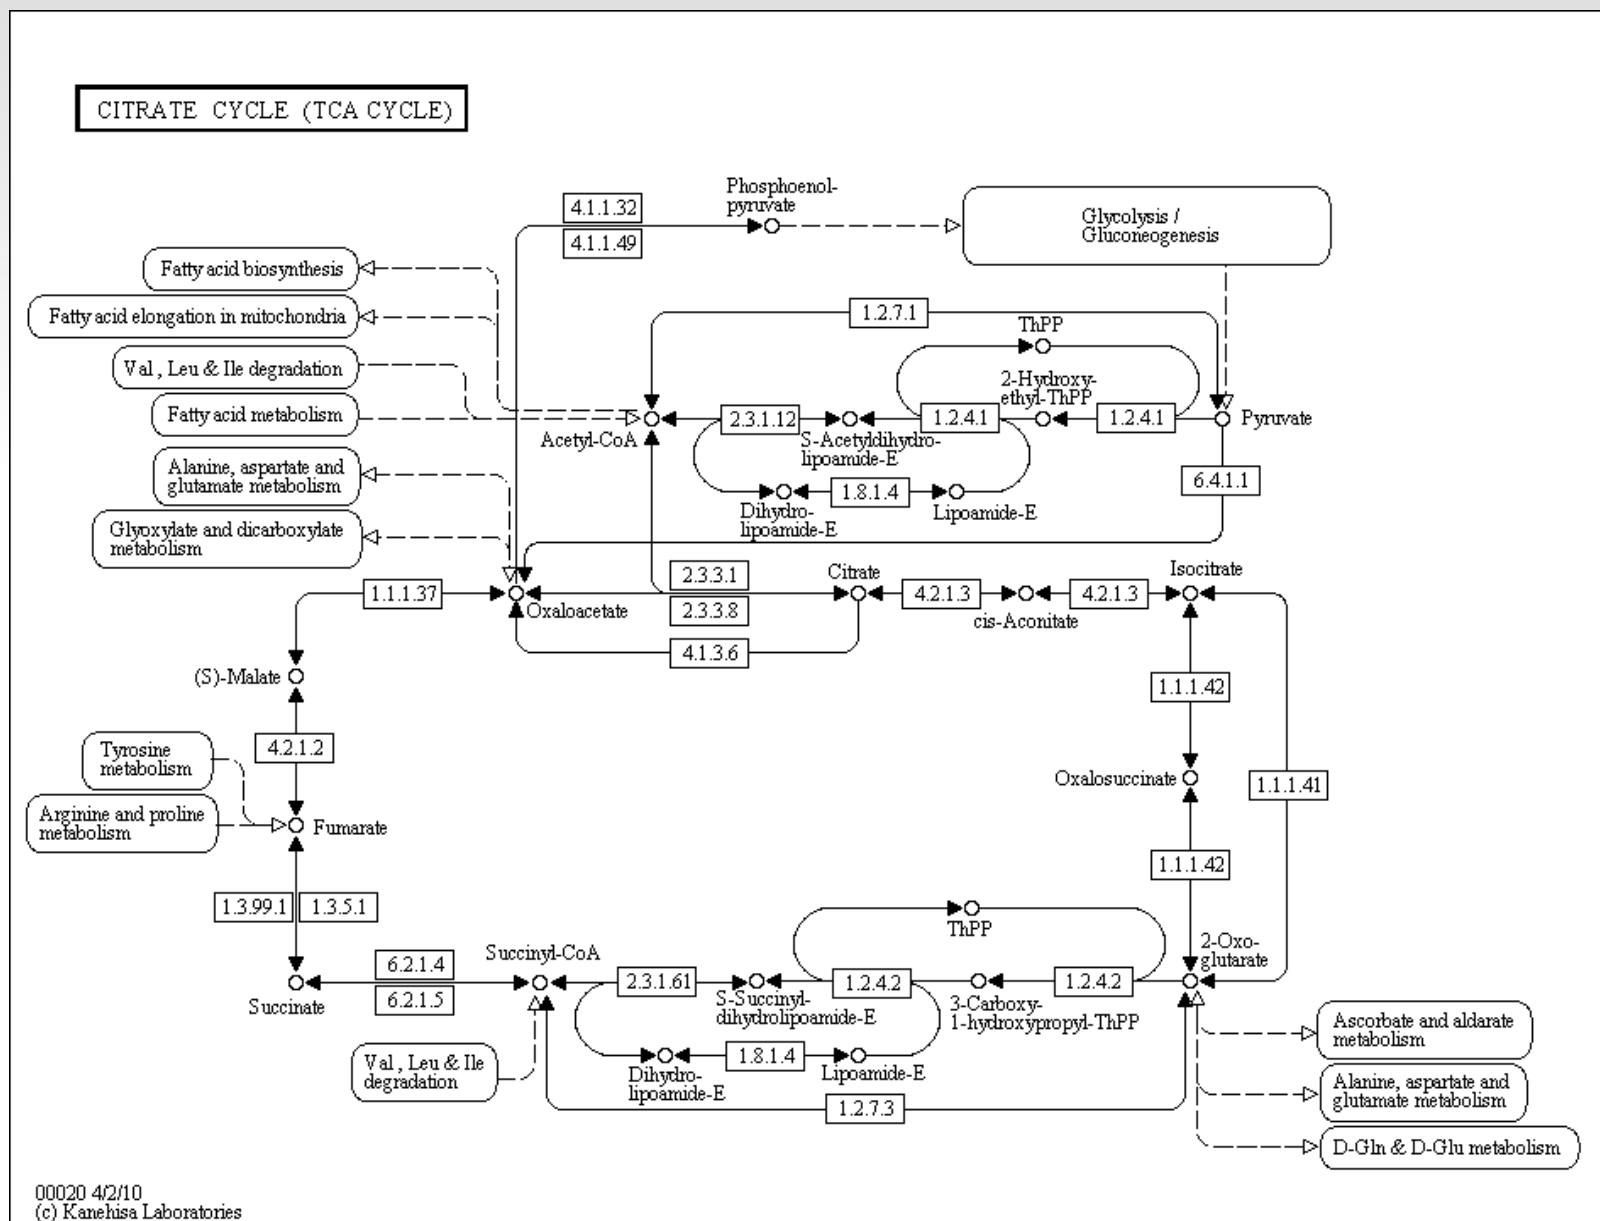 CITRATE CYCLE (TCA CYCLE)
Phosphoenol-
pyruvate
4.1.1.32
4.1.1.49
Glycolysis /
Gluconeogenesis
Fatty acid biosynthesis
Fatty acid elongation in mitochondria
Val , Leu & Ile degradation
Fatty acid metabolism
1.2.7.1
ThPP
2-Hydroxy-
ethyl-ThPP
Acetyl-CoA
2.3.1.12
S-Acetyldihydro-
lipoamide-E
1.2.4.1
1.2.4.1
Pyruvate
Alanine, aspartate and
glutamate metabolism
Dihydro-
lipoamide-E
1.8.1.4
Lipoamide-E
6.4.1.1
Glyoxylate and dicarboxylate
metabolism
1.1.1.37
Oxaloacetate
2.3.3.1
2.3.3.8
4.1.3.6
Citrate
4.2.1.3
cis-Aconitate
4.2.1.3
Isocitrate
(S)-Malate
1.1.1.42
4.2.1.2
Tyrosine
metabolism
Oxalosuccinate
1.1.1.41
Arginine and proline
metabolism
Fumarate
1.1.1.42
1.3.99.1
1.3.5.1
ThPP
Succinyl-CoA
2-Oxo-
glutarate
6.2.1.4
6.2.1.5
Succinate
2.3.1.61
S-Succinyl-
dihydrolipoamide-E
1.2.4.2
3-Carboxy-
1-hydroxypropyl-ThPP
1.2.4.2
Val , Leu & Ile
degradation
Dihydro-
lipoamide-E
1.8.1.4
Lipoamide-E
1.2.7.3
Ascorbate and aldarate
metabolism
Alanine, aspartate and
glutamate metabolism
D-Gln & D-Glu metabolism
00020 4/2/10
(c) Kanehisa Laboratories